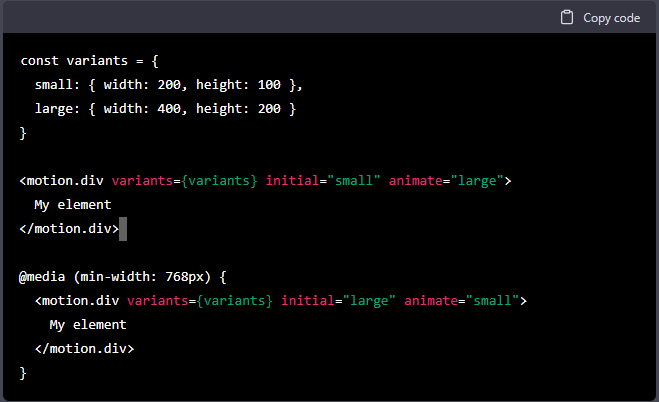 Copy code
const variants = {
  small: { width: 200, height: 100 },
  large: { width: 400, height: 200 }
}
<motion.div variants={variants} initial="small" animate="large">
  My element
</motion.div>
@media (min-width: 768px) {
  <motion.div variants={variants} initial="large" animate="small">
    My element
  </motion.div>
}